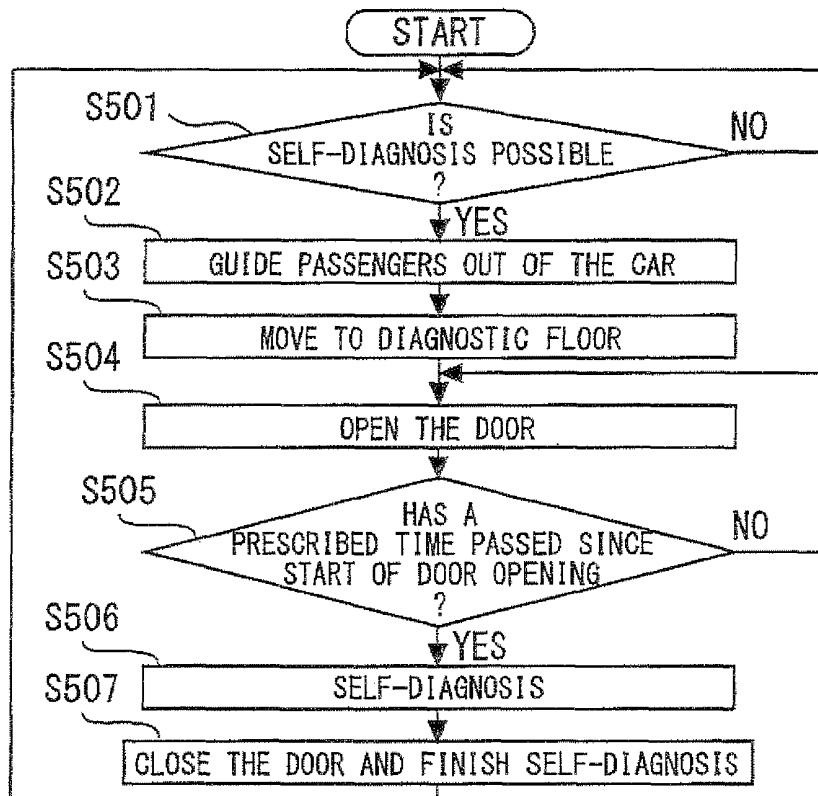 START
S501
IS
SELF-DIAGNOSIS POSSIBLE
?
NO
YES
S502
GUIDE PASSENGERS OUT OF THE CAR
S503
MOVE TO DIAGNOSTIC FLOOR
S504
OPEN THE DOOR
S505
HAS A
PRESCRIBED TIME PASSED SINCE
START OF DOOR OPENING
?
NO
YES
S506
SELF-DIAGNOSIS
S507
CLOSE THE DOOR AND FINISH SELF-DIAGNOSIS